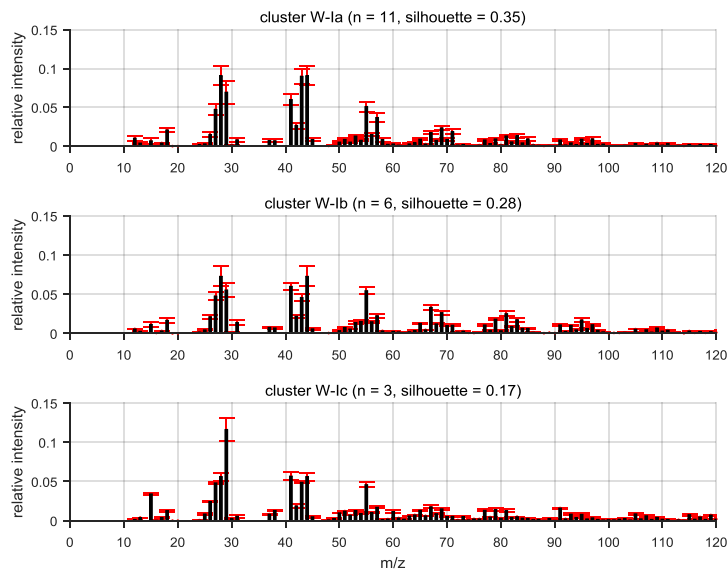 cluster W-Ia (n = 11, silhouette = 0.35)
0.15
0.1
0.05
0
relative intensity
0 10 20 30 40 50 60 70 80 90 100 110 120
cluster W-Ib (n = 6, silhouette = 0.28)
0.15
0.1
0.05
0
relative intensity
0 10 20 30 40 50 60 70 80 90 100 110 120
cluster W-Ic (n = 3, silhouette = 0.17)
0.15
0.1
0.05
0
relative intensity
0 10 20 30 40 50 60 70 80 90 100 110 120
m/z